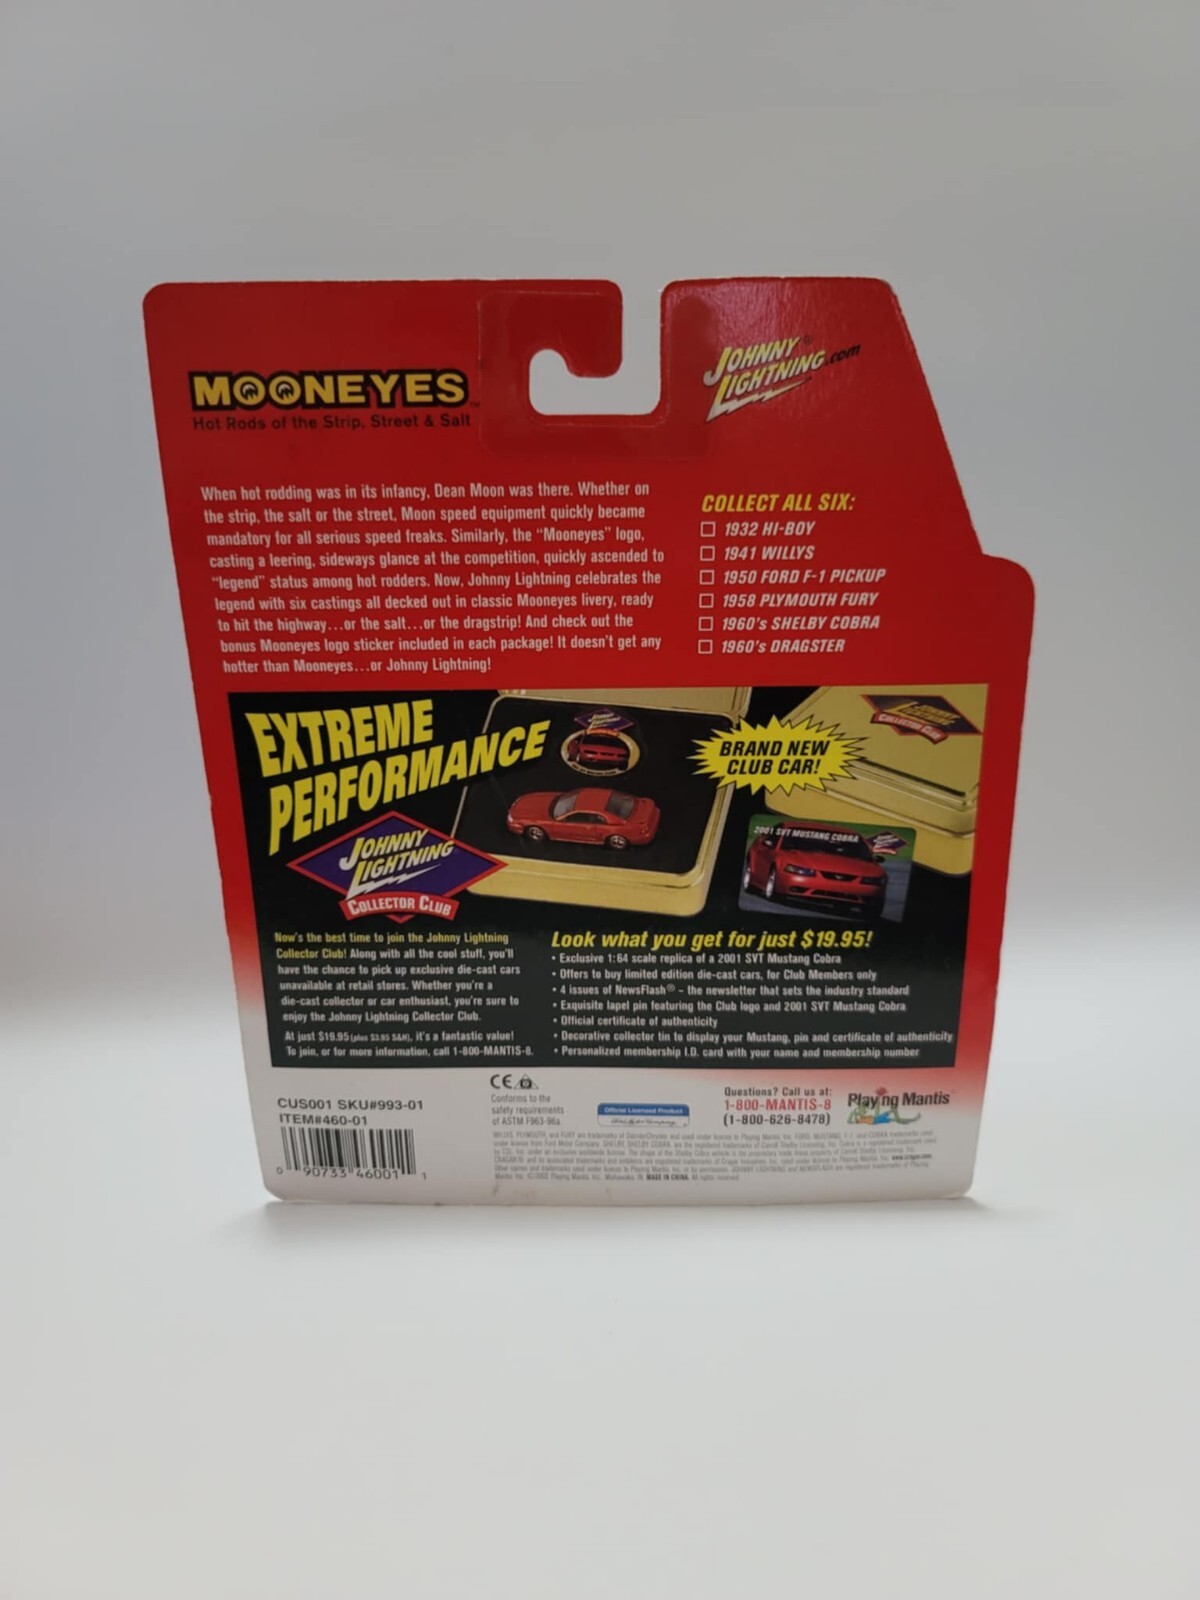 MOONEYES
Hot Rods of the Strip, Street & Salt
JOHNNY
LIGHTNING.com
When hot rodding was in its infancy, Dean Moon was there. Whether on
the strip, the salt or the street, Moon speed equipment quickly became
mandatory for all serious speed freaks. Similarly, the “Mooneyes” logo,
casting a leering, sideways glance at the competition, quickly ascended to
“legend” status among hot rodders. Now, Johnny Lightning celebrates the
legend with six castings all decked out in classic Mooneyes livery, ready
to hit the highway...or the salt...or the dragstrip! And check out the
bonus Mooneyes logo sticker included in each package! It doesn't get any
hotter than Mooneyes...or Johnny Lightning!
COLLECT ALL SIX:
1932 HI-BOY
1941 WILLYS
1950 FORD F-1 PICKUP
1958 PLYMOUTH FURY
1960's SHELBY COBRA
1960's DRAGSTER
EXTREME
PERFORMANCE
BRAND NEW
CLUB CAR!
2001 SVT MUSTANG COBRA
JOHNNY
LIGHTNING
COLLECTOR CLUB
Now's the best time to join the Johnny Lightning
Collector Club! Along with all the cool stuff, you'll
have the chance to pick up exclusive die-cast cars
unavailable at retail stores. Whether you're a
die-cast collector or car enthusiast, you're sure to
enjoy the Johnny Lightning Collector Club.
At just $19.95 (plus $3.95 S&H), it's a fantastic value!
To join, or for more information, call 1-800-MANTIS-8.
Look what you get for just $19.95!
• Exclusive 1:64 scale replica of a 2001 SVT Mustang Cobra
• Offers to buy limited edition die-cast cars, for Club Members only
• 4 issues of NewsFlash® – the newsletter that sets the industry standard
• Exquisite lapel pin featuring the Club logo and 2001 SVT Mustang Cobra
• Official certificate of authenticity
• Decorative collector tin to display your Mustang, pin and certificate of authenticity
• Personalized membership I.D. card with your name and membership number
CUS001 SKU#993-01
ITEM#460-01
0 90733 46001 1
CE
Conforms to the
safety requirements
of ASTM F963-96a
Official Licensed Product
Questions? Call us at:
1-800-MANTIS-8
(1-800-626-8478)
Playing Mantis
MADE IN CHINA.